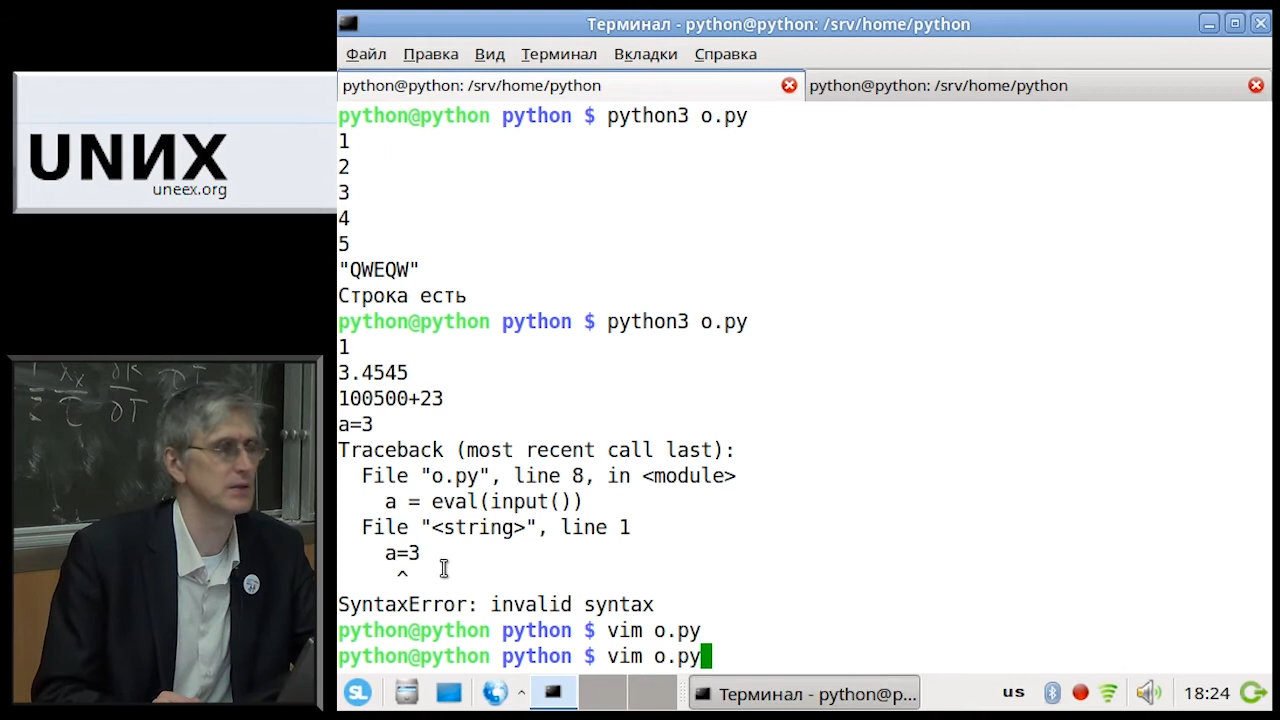 Терминал - python@python: /srv/home/python
Файл Правка Вид Терминал Вкладки Справка
python@python: /srv/home/python
python@python: /srv/home/python
UNИX
uneex.org
python@python python $ python3 o.py
1
2
3
4
5
"QWEQW"
Строка есть
python@python python $ python3 o.py
1
3.4545
100500+23
a=3
Traceback (most recent call last):
  File "o.py", line 8, in <module>
    a = eval(input())
  File "<string>", line 1
    a=3
     ^
SyntaxError: invalid syntax
python@python python $ vim o.py
python@python python $ vim o.py
SL
Терминал - python@p...
us
18:24